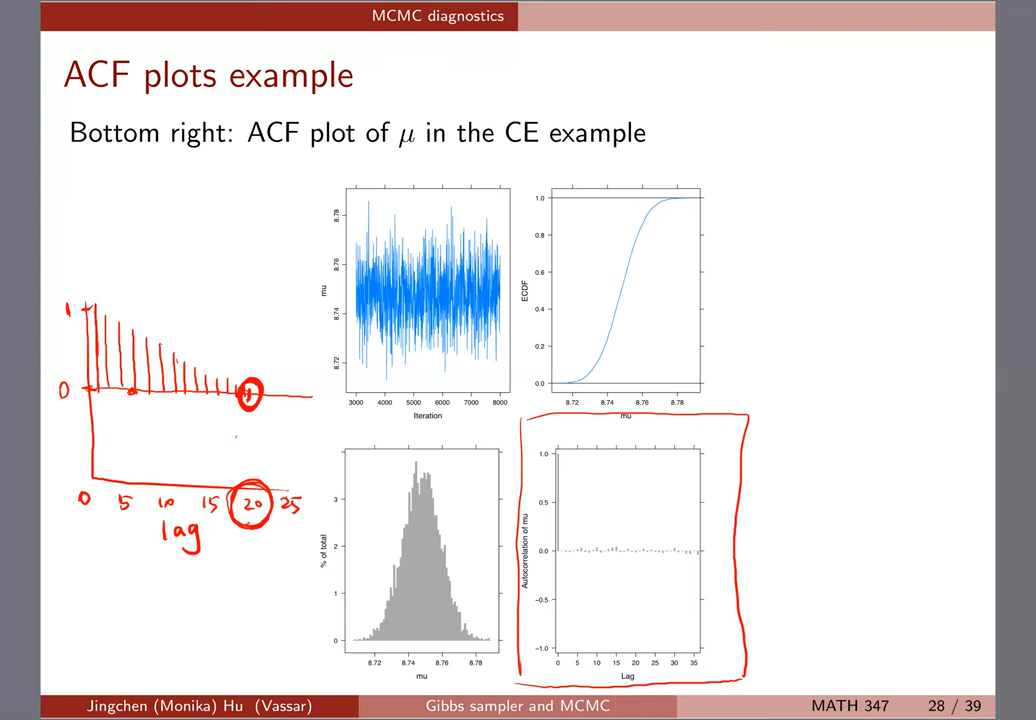 MCMC diagnostics
ACF plots example
Bottom right: ACF plot of μ in the CE example
mu
8.78
8.76
8.74
8.72
3000 4000 5000 6000 7000 8000
Iteration
ECDF
1.0
0.8
0.6
0.4
0.2
0.0
8.72 8.74 8.76 8.78
mu
1
0
0 5 10 15 20 25
lag
% of total
3
2
1
0
8.72 8.74 8.76 8.78
mu
Autocorrelation of mu
1.0
0.5
0.0
−0.5
−1.0
0 5 10 15 20 25 30 35
Lag
Jingchen (Monika) Hu (Vassar)
Gibbs sampler and MCMC
MATH 347 28 / 39